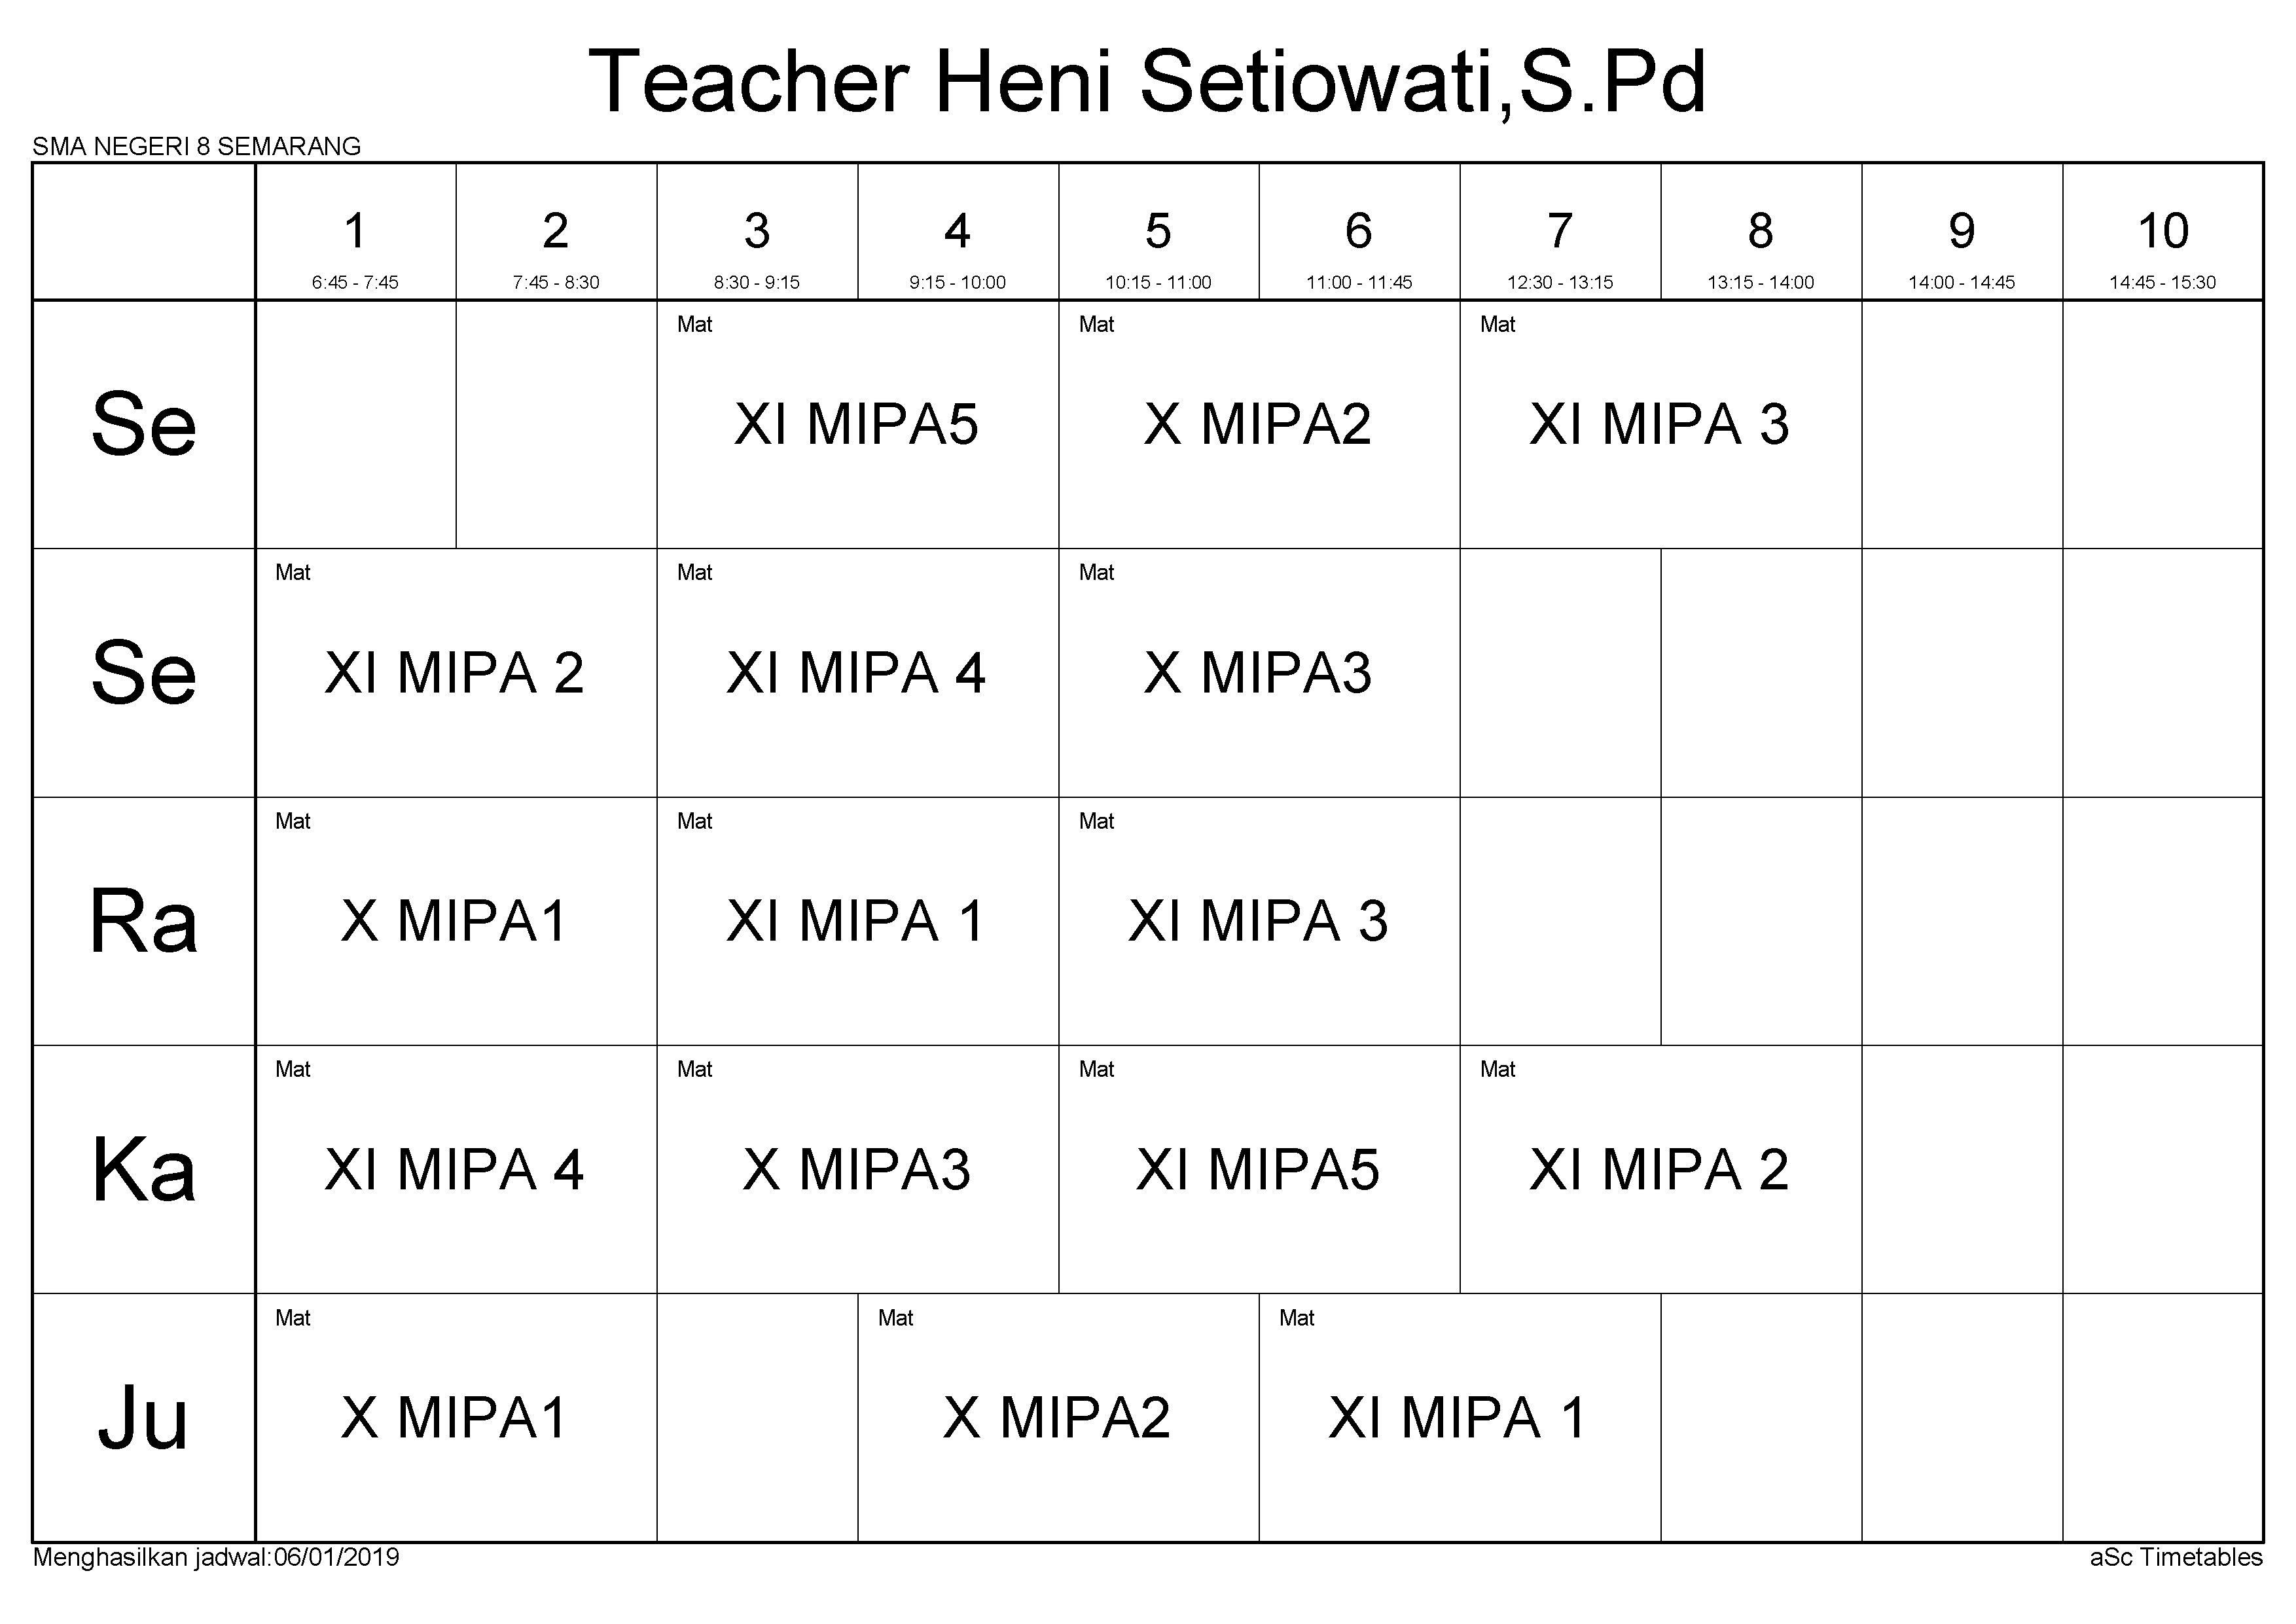 Teacher Heni Setiowati,S.Pd
SMA NEGERI 8 SEMARANG
1 2 3 4 5 6 7 8 9 10
6:45 - 7:45 7:45 - 8:30 8:30 - 9:15 9:15 - 10:00 10:15 - 11:00 11:00 - 11:45 12:30 - 13:15 13:15 - 14:00 14:00 - 14:45 14:45 - 15:30
Mat Mat Mat
Se XI MIPA5 X MIPA2 XI MIPA 3
Mat Mat Mat
Se XI MIPA 2 XI MIPA 4 X MIPA3
Mat Mat Mat
Ra X MIPA1 XI MIPA 1 XI MIPA 3
Mat Mat Mat Mat
Ka XI MIPA 4 X MIPA3 XI MIPA5 XI MIPA 2
Mat Mat Mat
Ju X MIPA1 X MIPA2 XI MIPA 1
Menghasilkan jadwal:06/01/2019 aSc Timetables